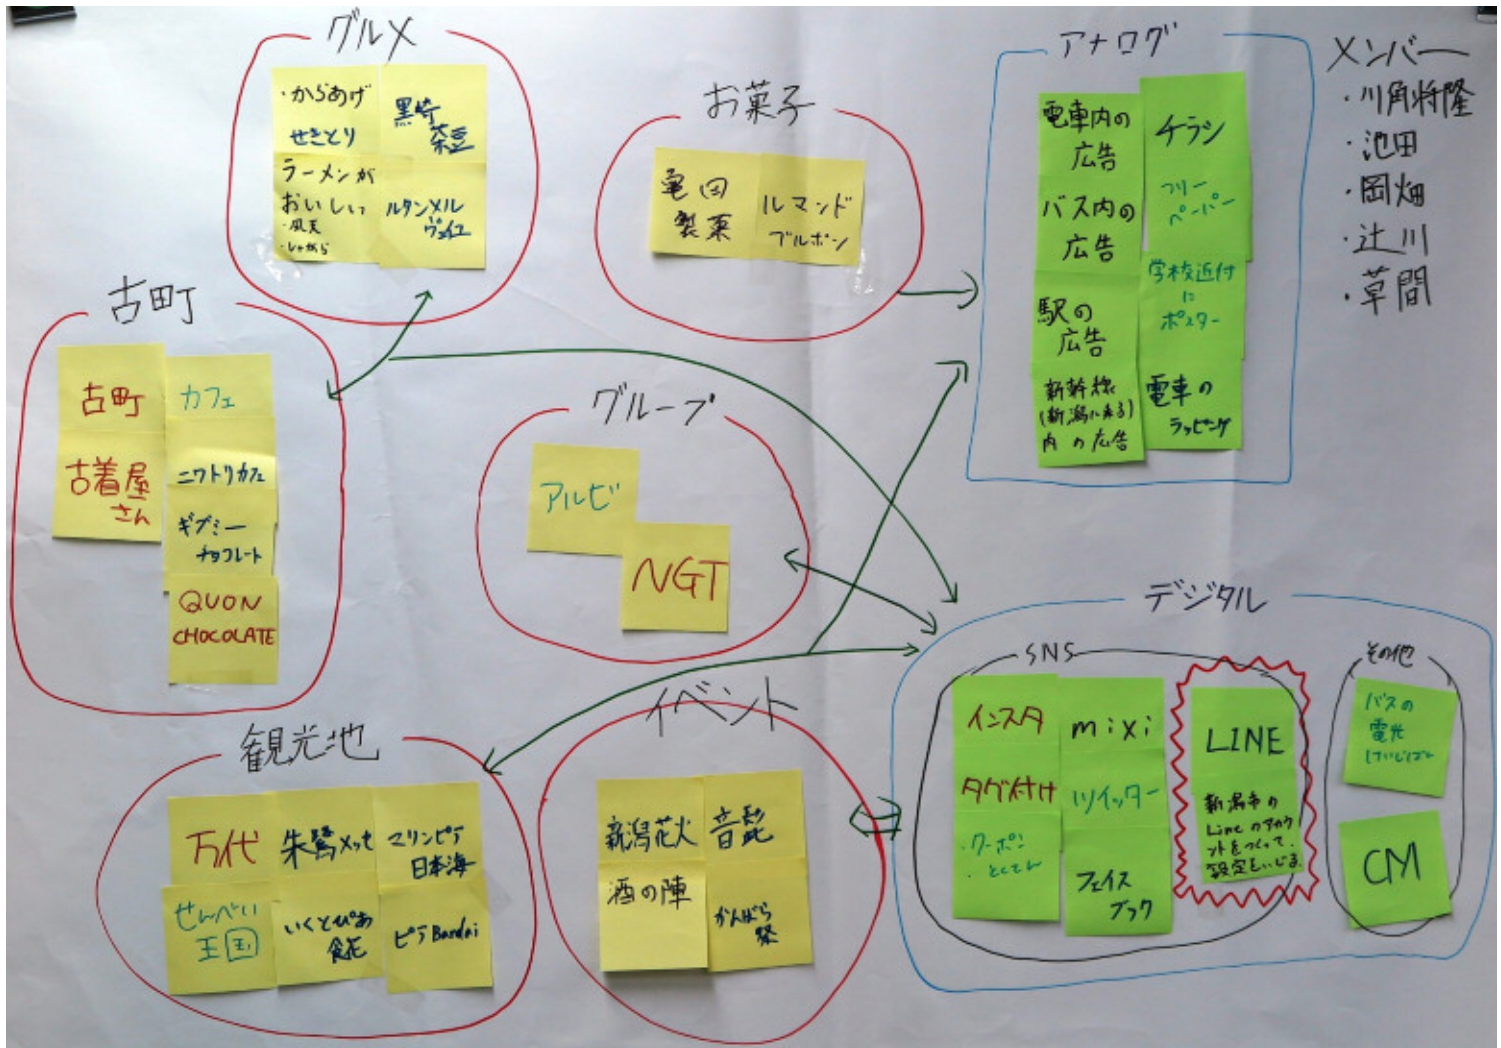 グルメ
・からあげ
せきとり
黒崎
茶豆
ラーメンが
おいしい
・風天
・しゃがら
ルタンメル
ヴェイユ
お菓子
亀田
製菓
ルマンド
ブルボン
アナログ
電車内の
広告
チラシ
バス内の
広告
フリー
ペーパー
駅の
広告
学校近付
に
ポスター
新幹線
(新潟に来る)
内の広告
電車の
ラッピング
メンバー
・川角将隆
・池田
・岡畑
・辻川
・草間
古町
古町
カフェ
古着屋
さん
ニワトリカフェ
ギブミー
チョコレート
QUON
CHOCOLATE
グループ
アルビ
NGT
観光地
万代
朱鷺メッセ
マリンピア
日本海
せんべい
王国
いくとぴあ
食花
ピアBandai
イベント
新潟花火
音髭
酒の陣
かんばら
祭
デジタル
SNS
インスタ
mixi
タグ付け
ツイッター
・クーポン
・とくてん
フェイス
ブック
LINE
新潟市の
Lineのアカウ
ントをつくって、
設定をいじる。
その他
バスの
電光
けいじばん
CM